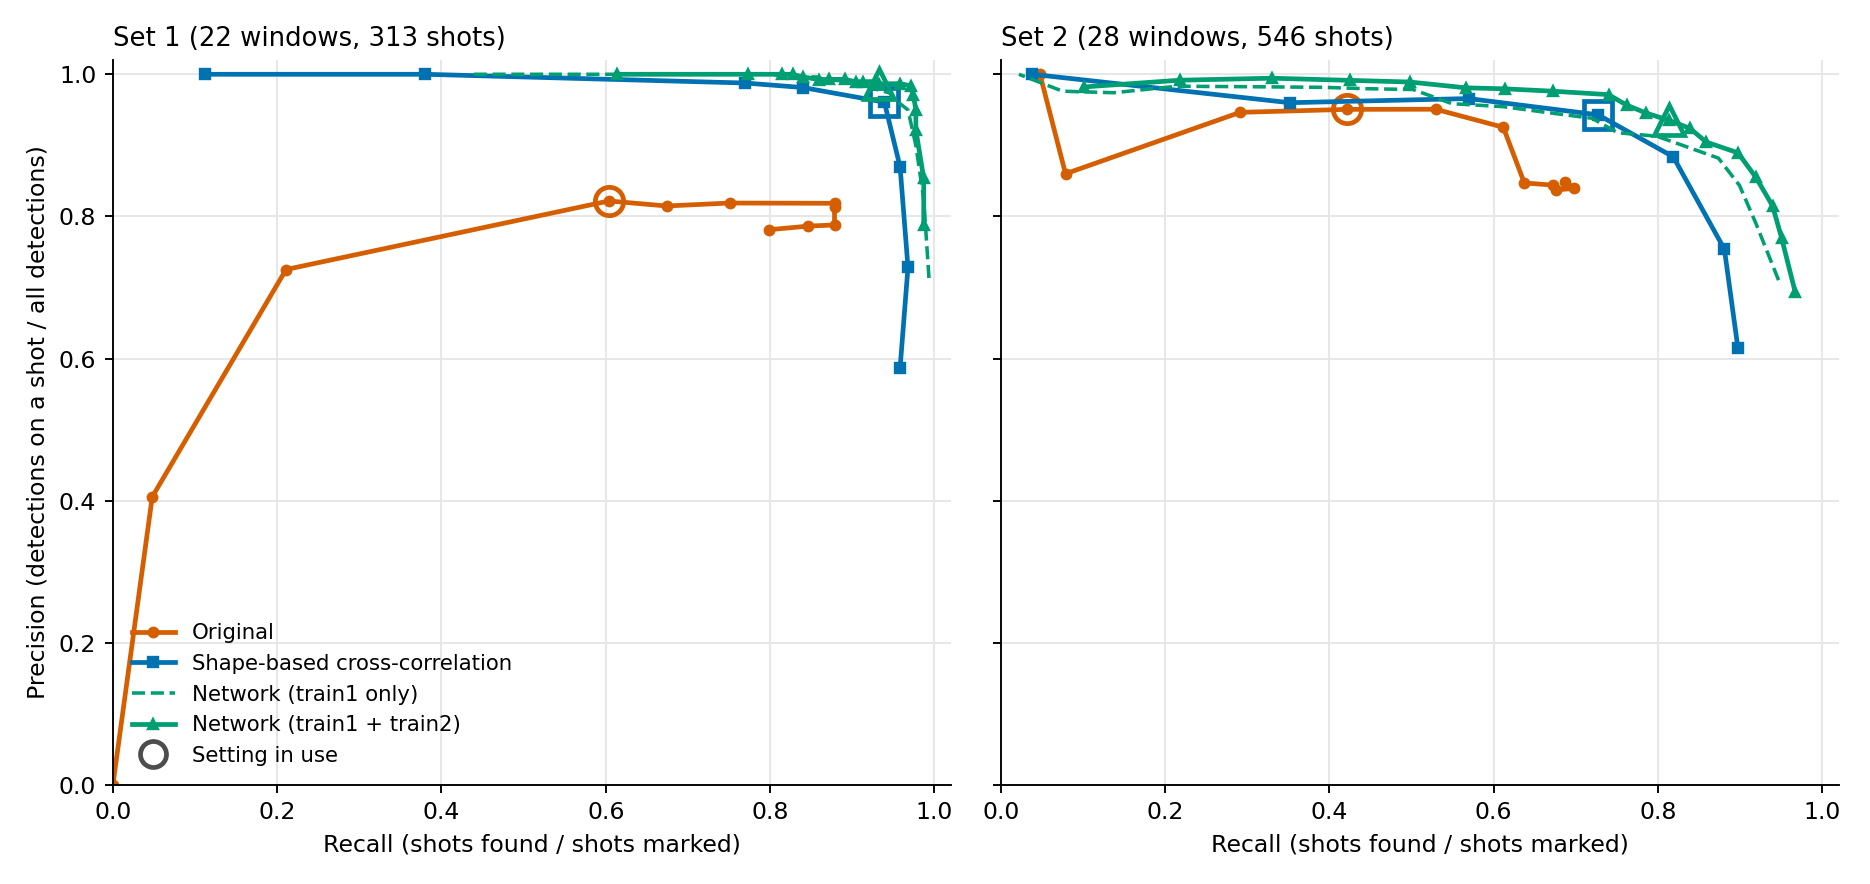 Set 1 (22 windows, 313 shots)
Set 2 (28 windows, 546 shots)
Precision (detections on a shot / all detections)
1.0
0.8
0.6
0.4
0.2
0.0
Original
Shape-based cross-correlation
Network (train1 only)
Network (train1 + train2)
Setting in use
0.0 0.2 0.4 0.6 0.8 1.0
0.0 0.2 0.4 0.6 0.8 1.0
Recall (shots found / shots marked)
Recall (shots found / shots marked)